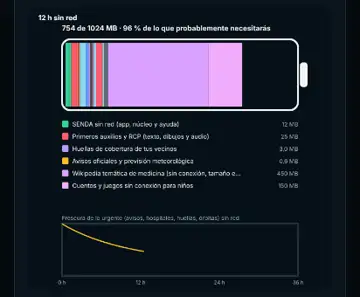 12 h sin red
754 de 1024 MB · 96 % de lo que probablemente necesitarás
SENDA sin red (app, núcleo y ayuda) 12 MB
Primeros auxilios y RCP (texto, dibujos y audio) 25 MB
Huellas de cobertura de tus vecinos 3,0 MB
Avisos oficiales y previsión meteorológica 0,6 MB
Wikipedia temática de medicina (sin conexión, tamaño e... 450 MB
Cuentos y juegos sin conexión para niños 150 MB
Frescura de lo urgente (avisos, hospitales, huellas, órdenes) sin red
0 h 12 h 24 h 36 h